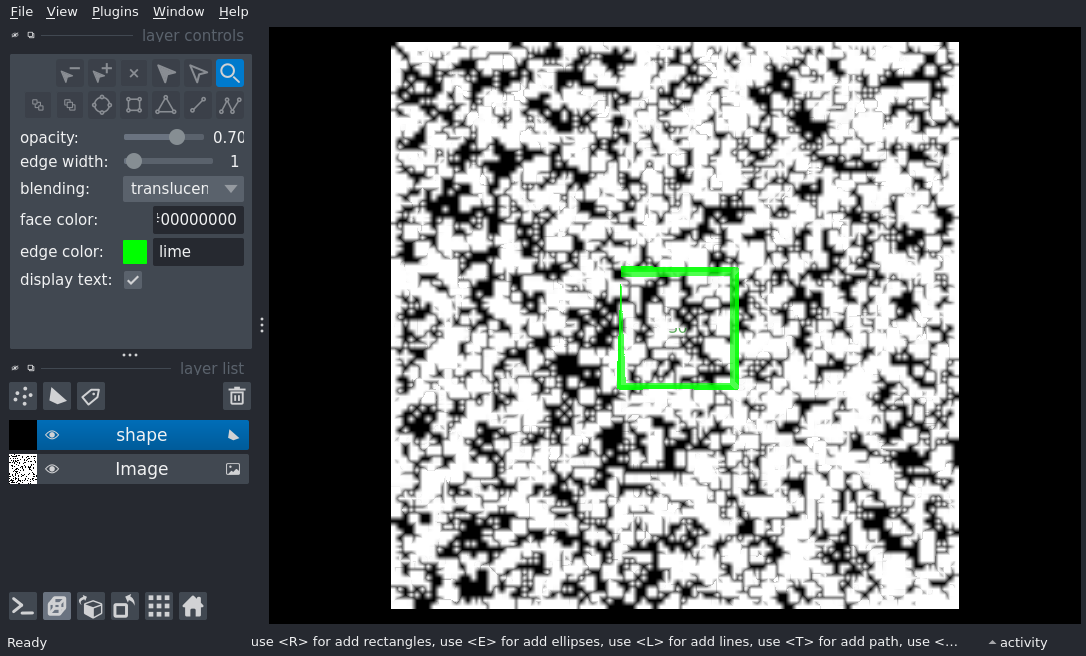 File View Plugins Window Help
layer controls
opacity: 0.70
edge width: 1
blending: translucen
face color: 00000000
edge color: lime
display text:
layer list
shape
Image
Ready use <R> for add rectangles, use <E> for add ellipses, use <L> for add lines, use <T> for add path, use <... activity